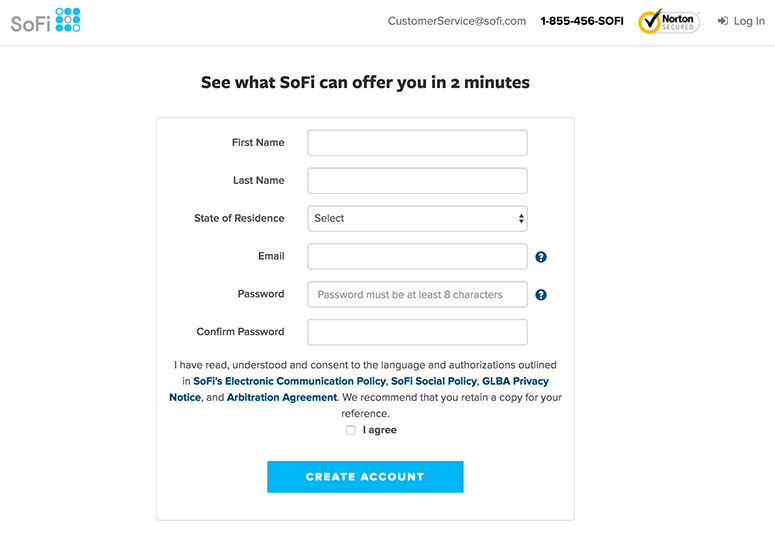 SoFi
CustomerService@sofi.com 1-855-456-SOFI Norton SECURED Log In
See what SoFi can offer you in 2 minutes
First Name
Last Name
State of Residence Select
Email ?
Password Password must be at least 8 characters ?
Confirm Password
I have read, understood and consent to the language and authorizations outlined
in SoFi's Electronic Communication Policy, SoFi Social Policy, GLBA Privacy
Notice, and Arbitration Agreement. We recommend that you retain a copy for your
reference.
I agree
CREATE ACCOUNT